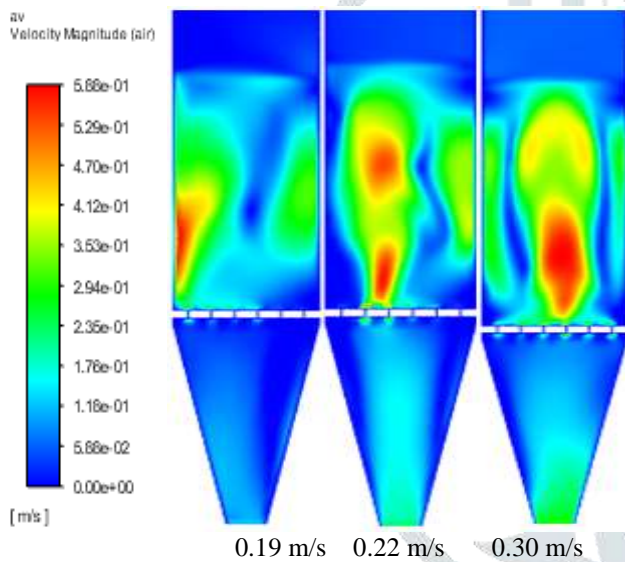 av
Velocity Magnitude (air)
5.88e-01
5.29e-01
4.70e-01
4.12e-01
3.53e-01
2.94e-01
2.35e-01
1.76e-01
1.18e-01
5.88e-02
0.00e+00
[ m/s ]
0.19 m/s 0.22 m/s 0.30 m/s